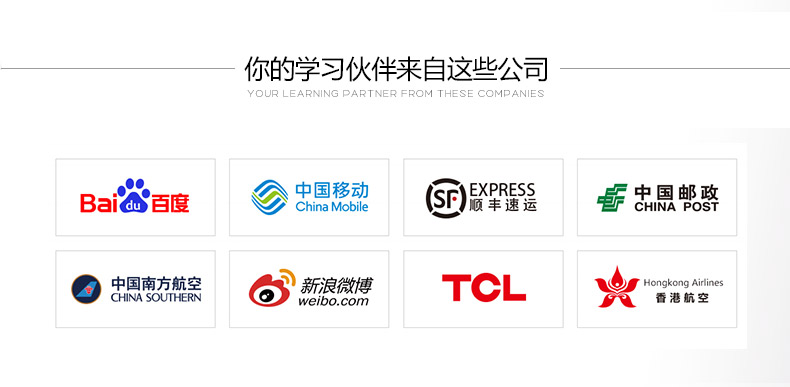 你的学习伙伴来自这些公司
YOUR LEARNING PARTNER FROM THESE COMPANIES
Bai du 百度
中国移动
China Mobile
SF EXPRESS
顺丰速运
中国邮政
CHINA POST
中国南方航空
CHINA SOUTHERN
新浪微博
weibo.com
TCL
Hongkong Airlines
香港航空